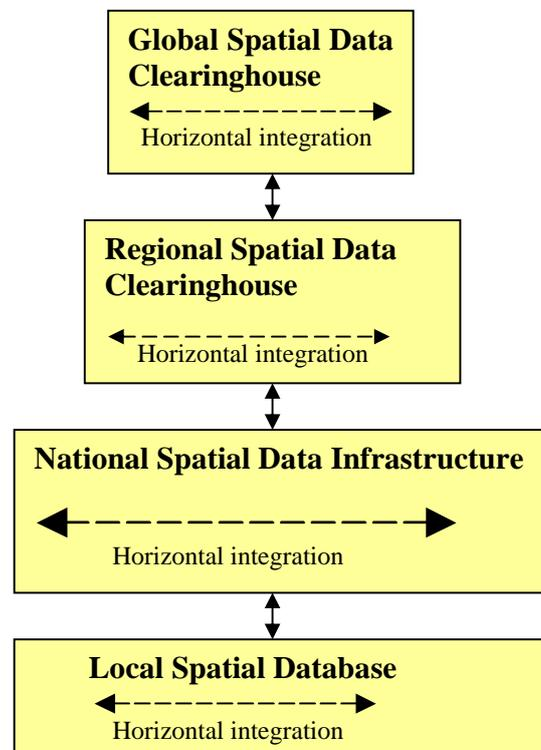 Global Spatial Data
Clearinghouse
Horizontal integration
Regional Spatial Data
Clearinghouse
Horizontal integration
National Spatial Data Infrastructure
Horizontal integration
Local Spatial Database
Horizontal integration